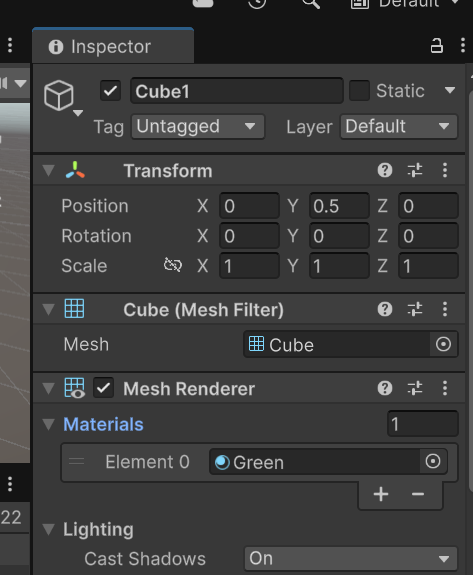 Default
Inspector
Cube1 Static
Tag Untagged Layer Default
Transform
Position X 0 Y 0.5 Z 0
Rotation X 0 Y 0 Z 0
Scale X 1 Y 1 Z 1
Cube (Mesh Filter)
Mesh Cube
Mesh Renderer
Materials 1
Element 0 Green
22
Lighting
Cast Shadows On